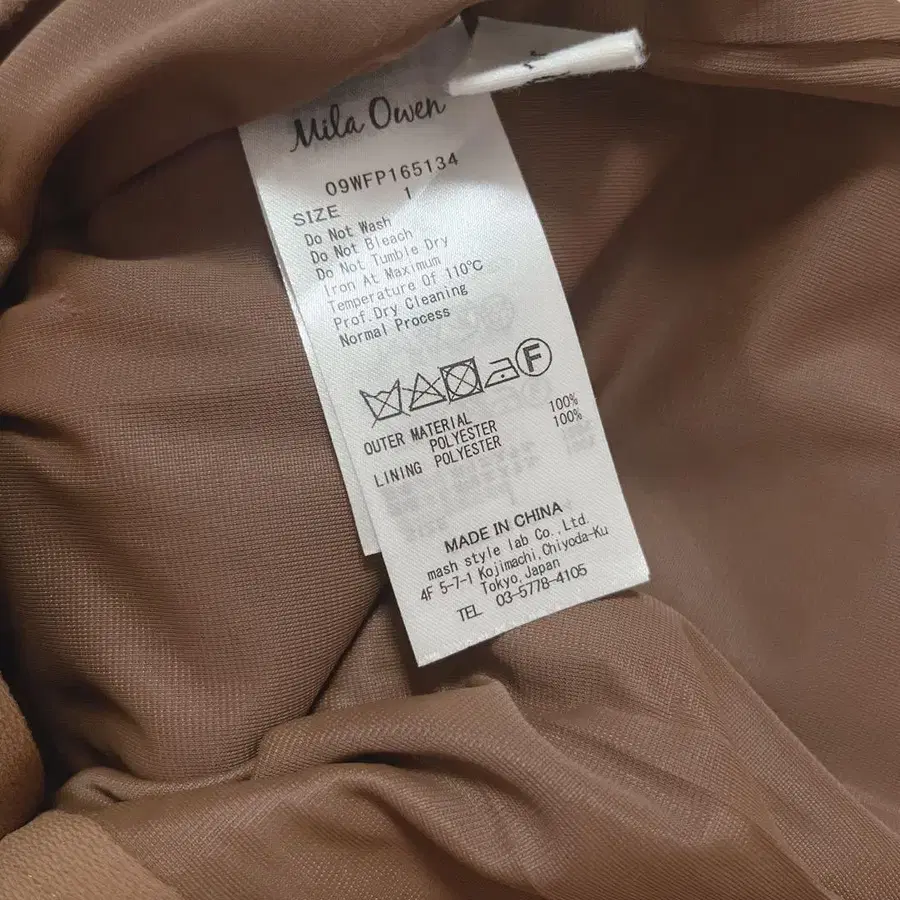 Mila Owen
09WFP165134
SIZE 1
Do Not Wash
Do Not Bleach
Do Not Tumble Dry
Iron At Maximum
Temperature Of 110℃
Prof.Dry Cleaning
Normal Process
F
OUTER MATERIAL
POLYESTER 100%
LINING POLYESTER 100%
MADE IN CHINA
mash style lab Co.,Ltd.
4F 5-7-1 Kojimachi,Chiyoda-Ku
Tokyo,Japan
TEL 03-5778-4105